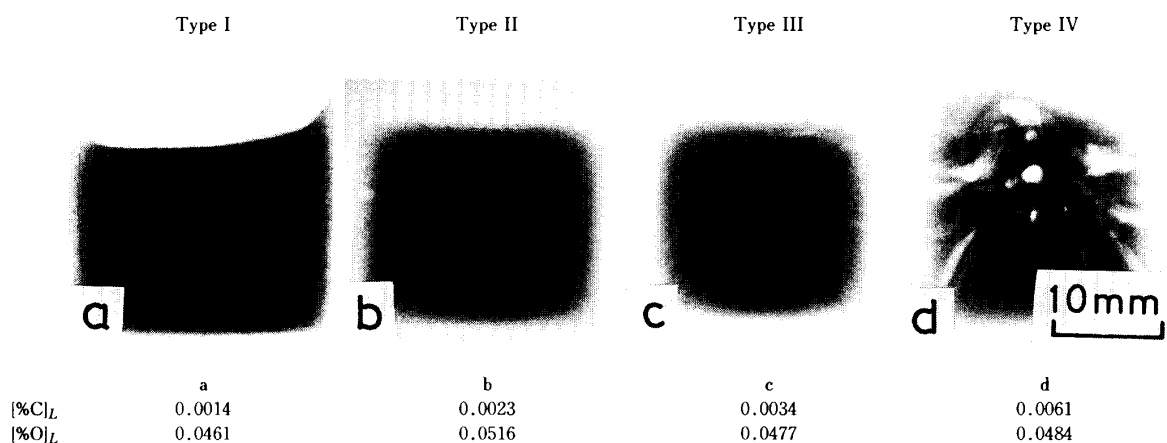 Type I Type II Type III Type IV
a b c d
10mm
a b c d
[%C]L 0.0014 0.0023 0.0034 0.0061
[%O]L 0.0461 0.0516 0.0477 0.0484